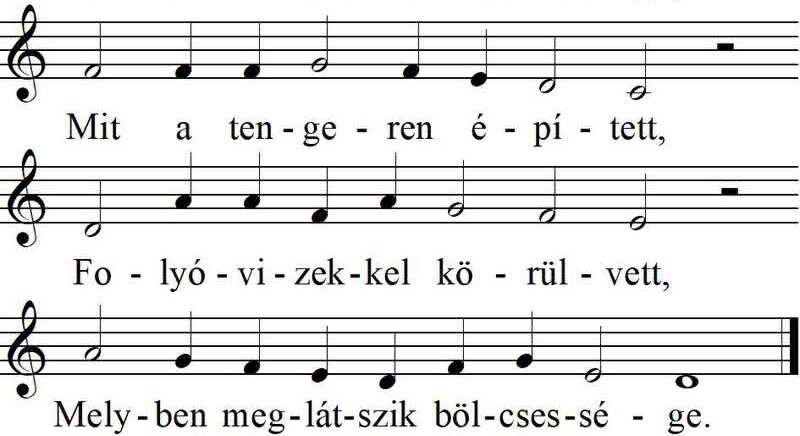 Mit a ten - ge - ren é - pí - tett,
Fo - lyó - vi - zek - kel kö - rül - vett,
Mely - ben meg - lát - szik böl - cses - sé - ge.